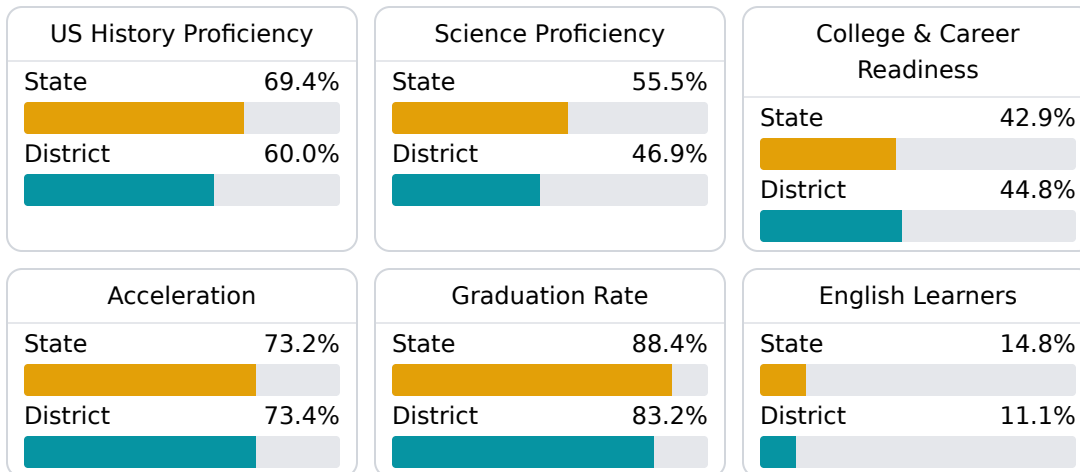 US History Proficiency
State 69.4%
District 60.0%
Science Proficiency
State 55.5%
District 46.9%
College & Career
Readiness
State 42.9%
District 44.8%
Acceleration
State 73.2%
District 73.4%
Graduation Rate
State 88.4%
District 83.2%
English Learners
State 14.8%
District 11.1%